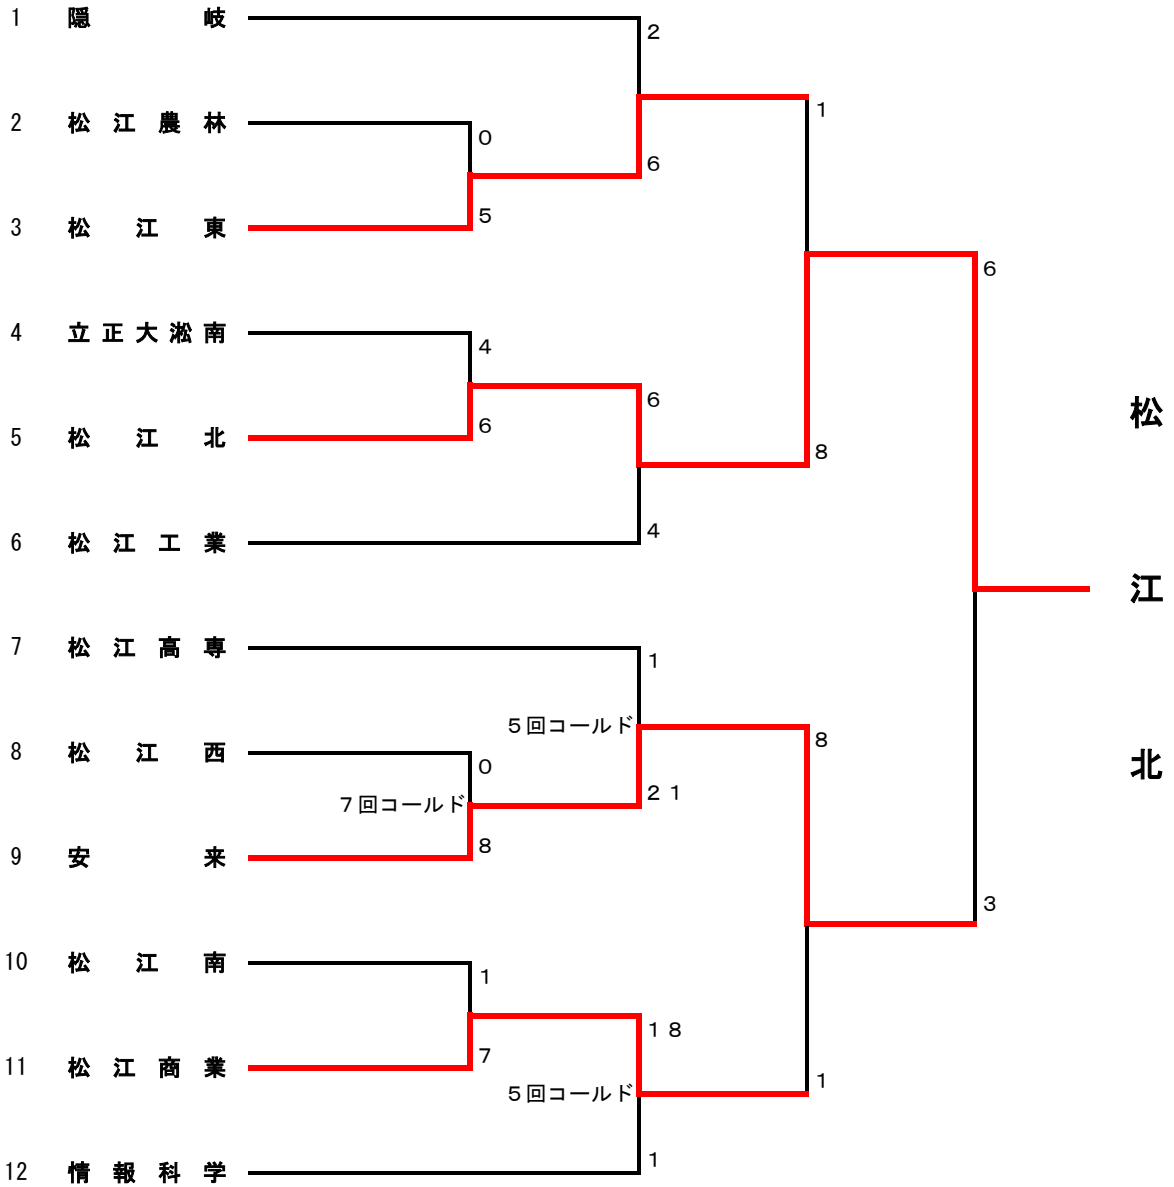 1 隠岐
2
1
2 松江農林
0
6
3 松江東
5
6
4 立正大淞南
4
6
松
5 松江北
6
8
6 松江工業
4
江
7 松江高専
1
5回コールド
8
8 松江西
0
北
7回コールド
21
9 安来
8
3
10 松江南
1
18
11 松江商業
7
5回コールド
1
12 情報科学
1